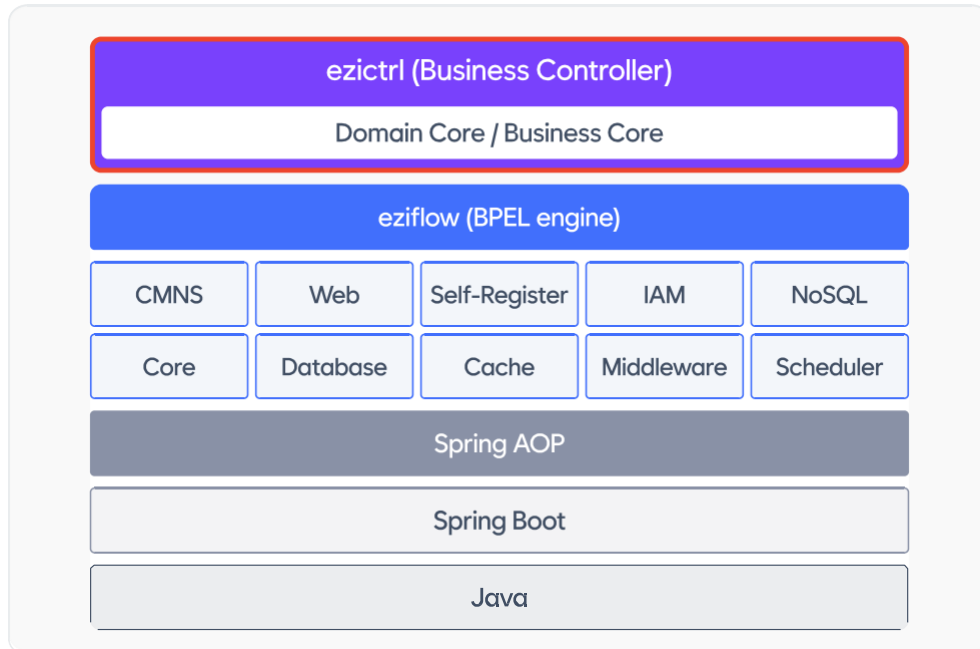 ezictrl (Business Controller)
Domain Core / Business Core
eziflow (BPEL engine)
CMNS
Web
Self-Register
IAM
NoSQL
Core
Database
Cache
Middleware
Scheduler
Spring AOP
Spring Boot
Java